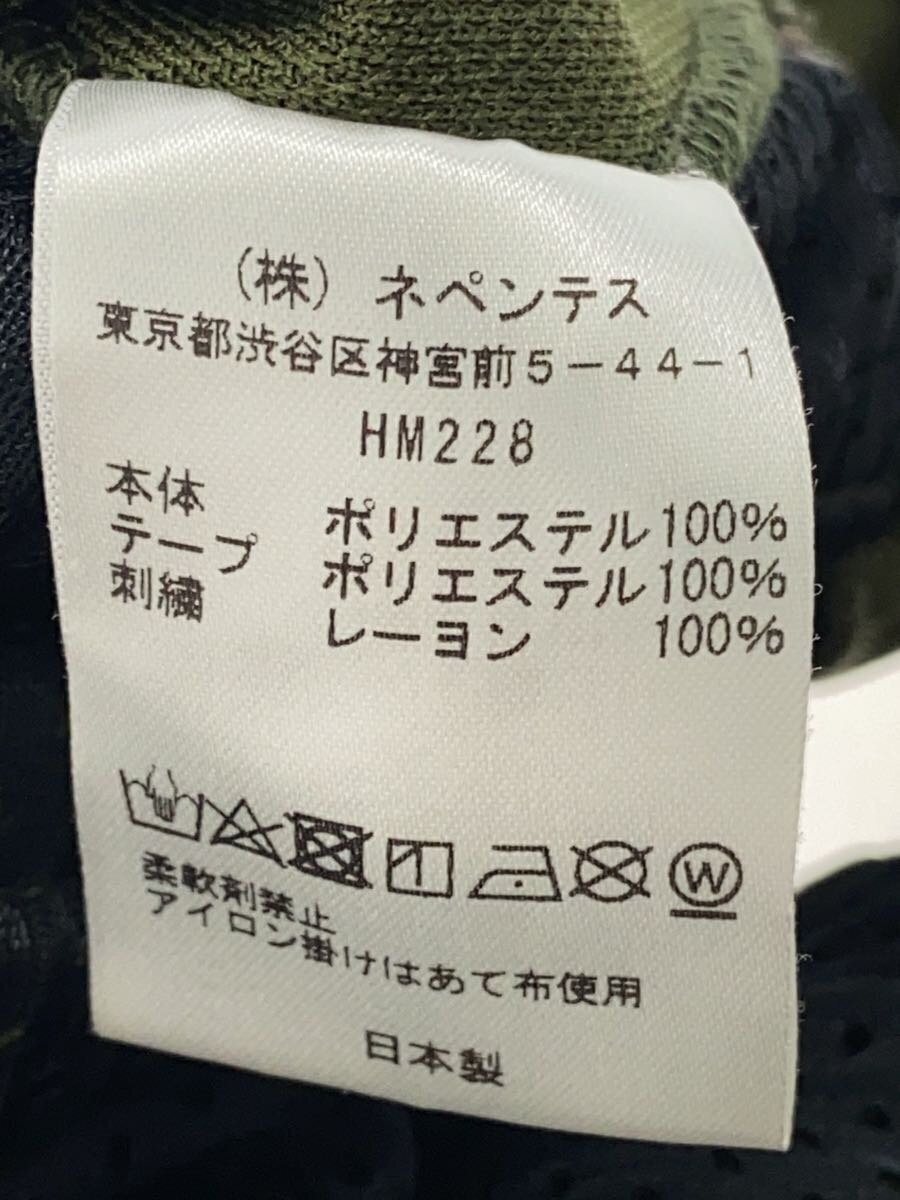 (株) ネペンテス
東京都渋谷区神宮前5-44-1
HM228
本体 ポリエステル100%
テープ ポリエステル100%
刺繍 レーヨン 100%
W
柔軟剤禁止
アイロン掛けはあて布使用
日本製